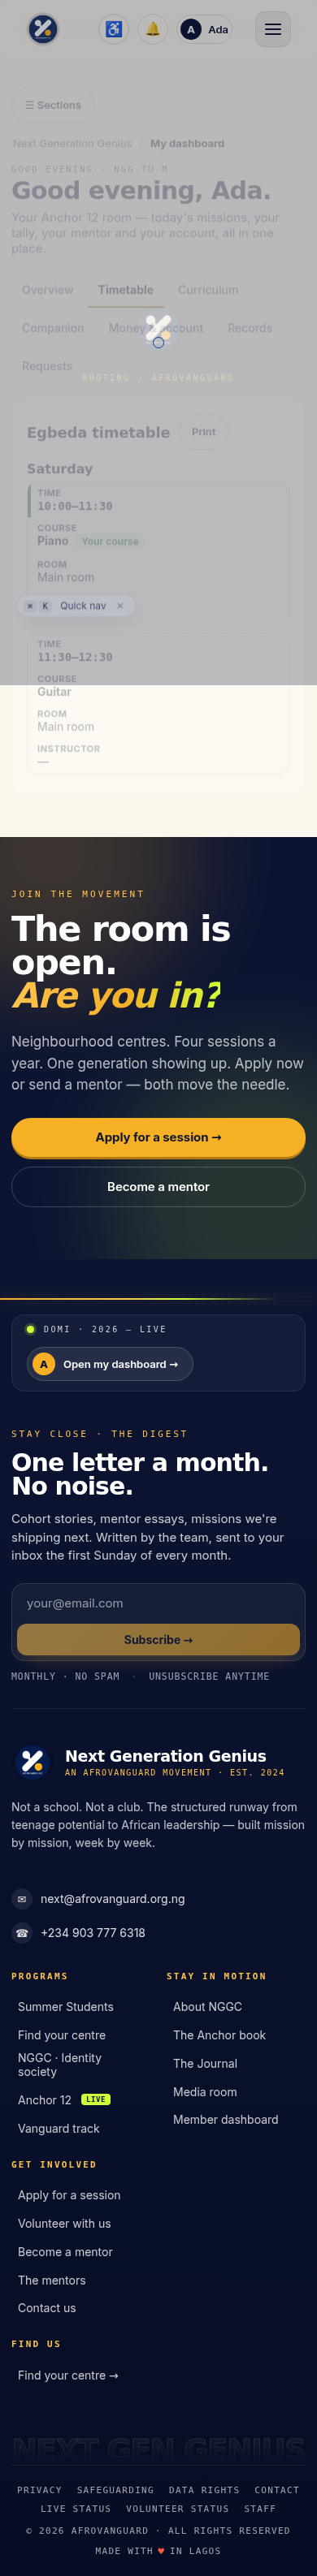 A Ada
☰ Sections
Next Generation Genius / My dashboard
GOOD EVENING · NGG-TU-M
Good evening, Ada.
Your Anchor 12 room — today's missions, your
tally, your mentor and your account, all in one
place.
Overview Timetable Curriculum
Companion Money & account Records
Requests
BOOTING · AFROVANGUARD
Egbeda timetable Print
Saturday
TIME
10:00–11:30
COURSE
Piano Your course
ROOM
Main room
⌘ K Quick nav ×
TIME
11:30–12:30
COURSE
Guitar
ROOM
Main room
INSTRUCTOR
—
JOIN THE MOVEMENT
The room is
open.
Are you in?
Neighbourhood centres. Four sessions a
year. One generation showing up. Apply now
or send a mentor — both move the needle.
Apply for a session →
Become a mentor
DOMI · 2026 — LIVE
A Open my dashboard →
STAY CLOSE · THE DIGEST
One letter a month.
No noise.
Cohort stories, mentor essays, missions we're
shipping next. Written by the team, sent to your
inbox the first Sunday of every month.
your@email.com
Subscribe →
MONTHLY · NO SPAM · UNSUBSCRIBE ANYTIME
Next Generation Genius
AN AFROVANGUARD MOVEMENT · EST. 2024
Not a school. Not a club. The structured runway from
teenage potential to African leadership — built mission
by mission, week by week.
✉ next@afrovanguard.org.ng
☎ +234 903 777 6318
PROGRAMS
Summer Students
Find your centre
NGGC · Identity
society
Anchor 12 LIVE
Vanguard track
STAY IN MOTION
About NGGC
The Anchor book
The Journal
Media room
Member dashboard
GET INVOLVED
Apply for a session
Volunteer with us
Become a mentor
The mentors
Contact us
FIND US
Find your centre →
NEXT GEN GENIUS
PRIVACY SAFEGUARDING DATA RIGHTS CONTACT
LIVE STATUS VOLUNTEER STATUS STAFF
© 2026 AFROVANGUARD · ALL RIGHTS RESERVED
MADE WITH ♥ IN LAGOS